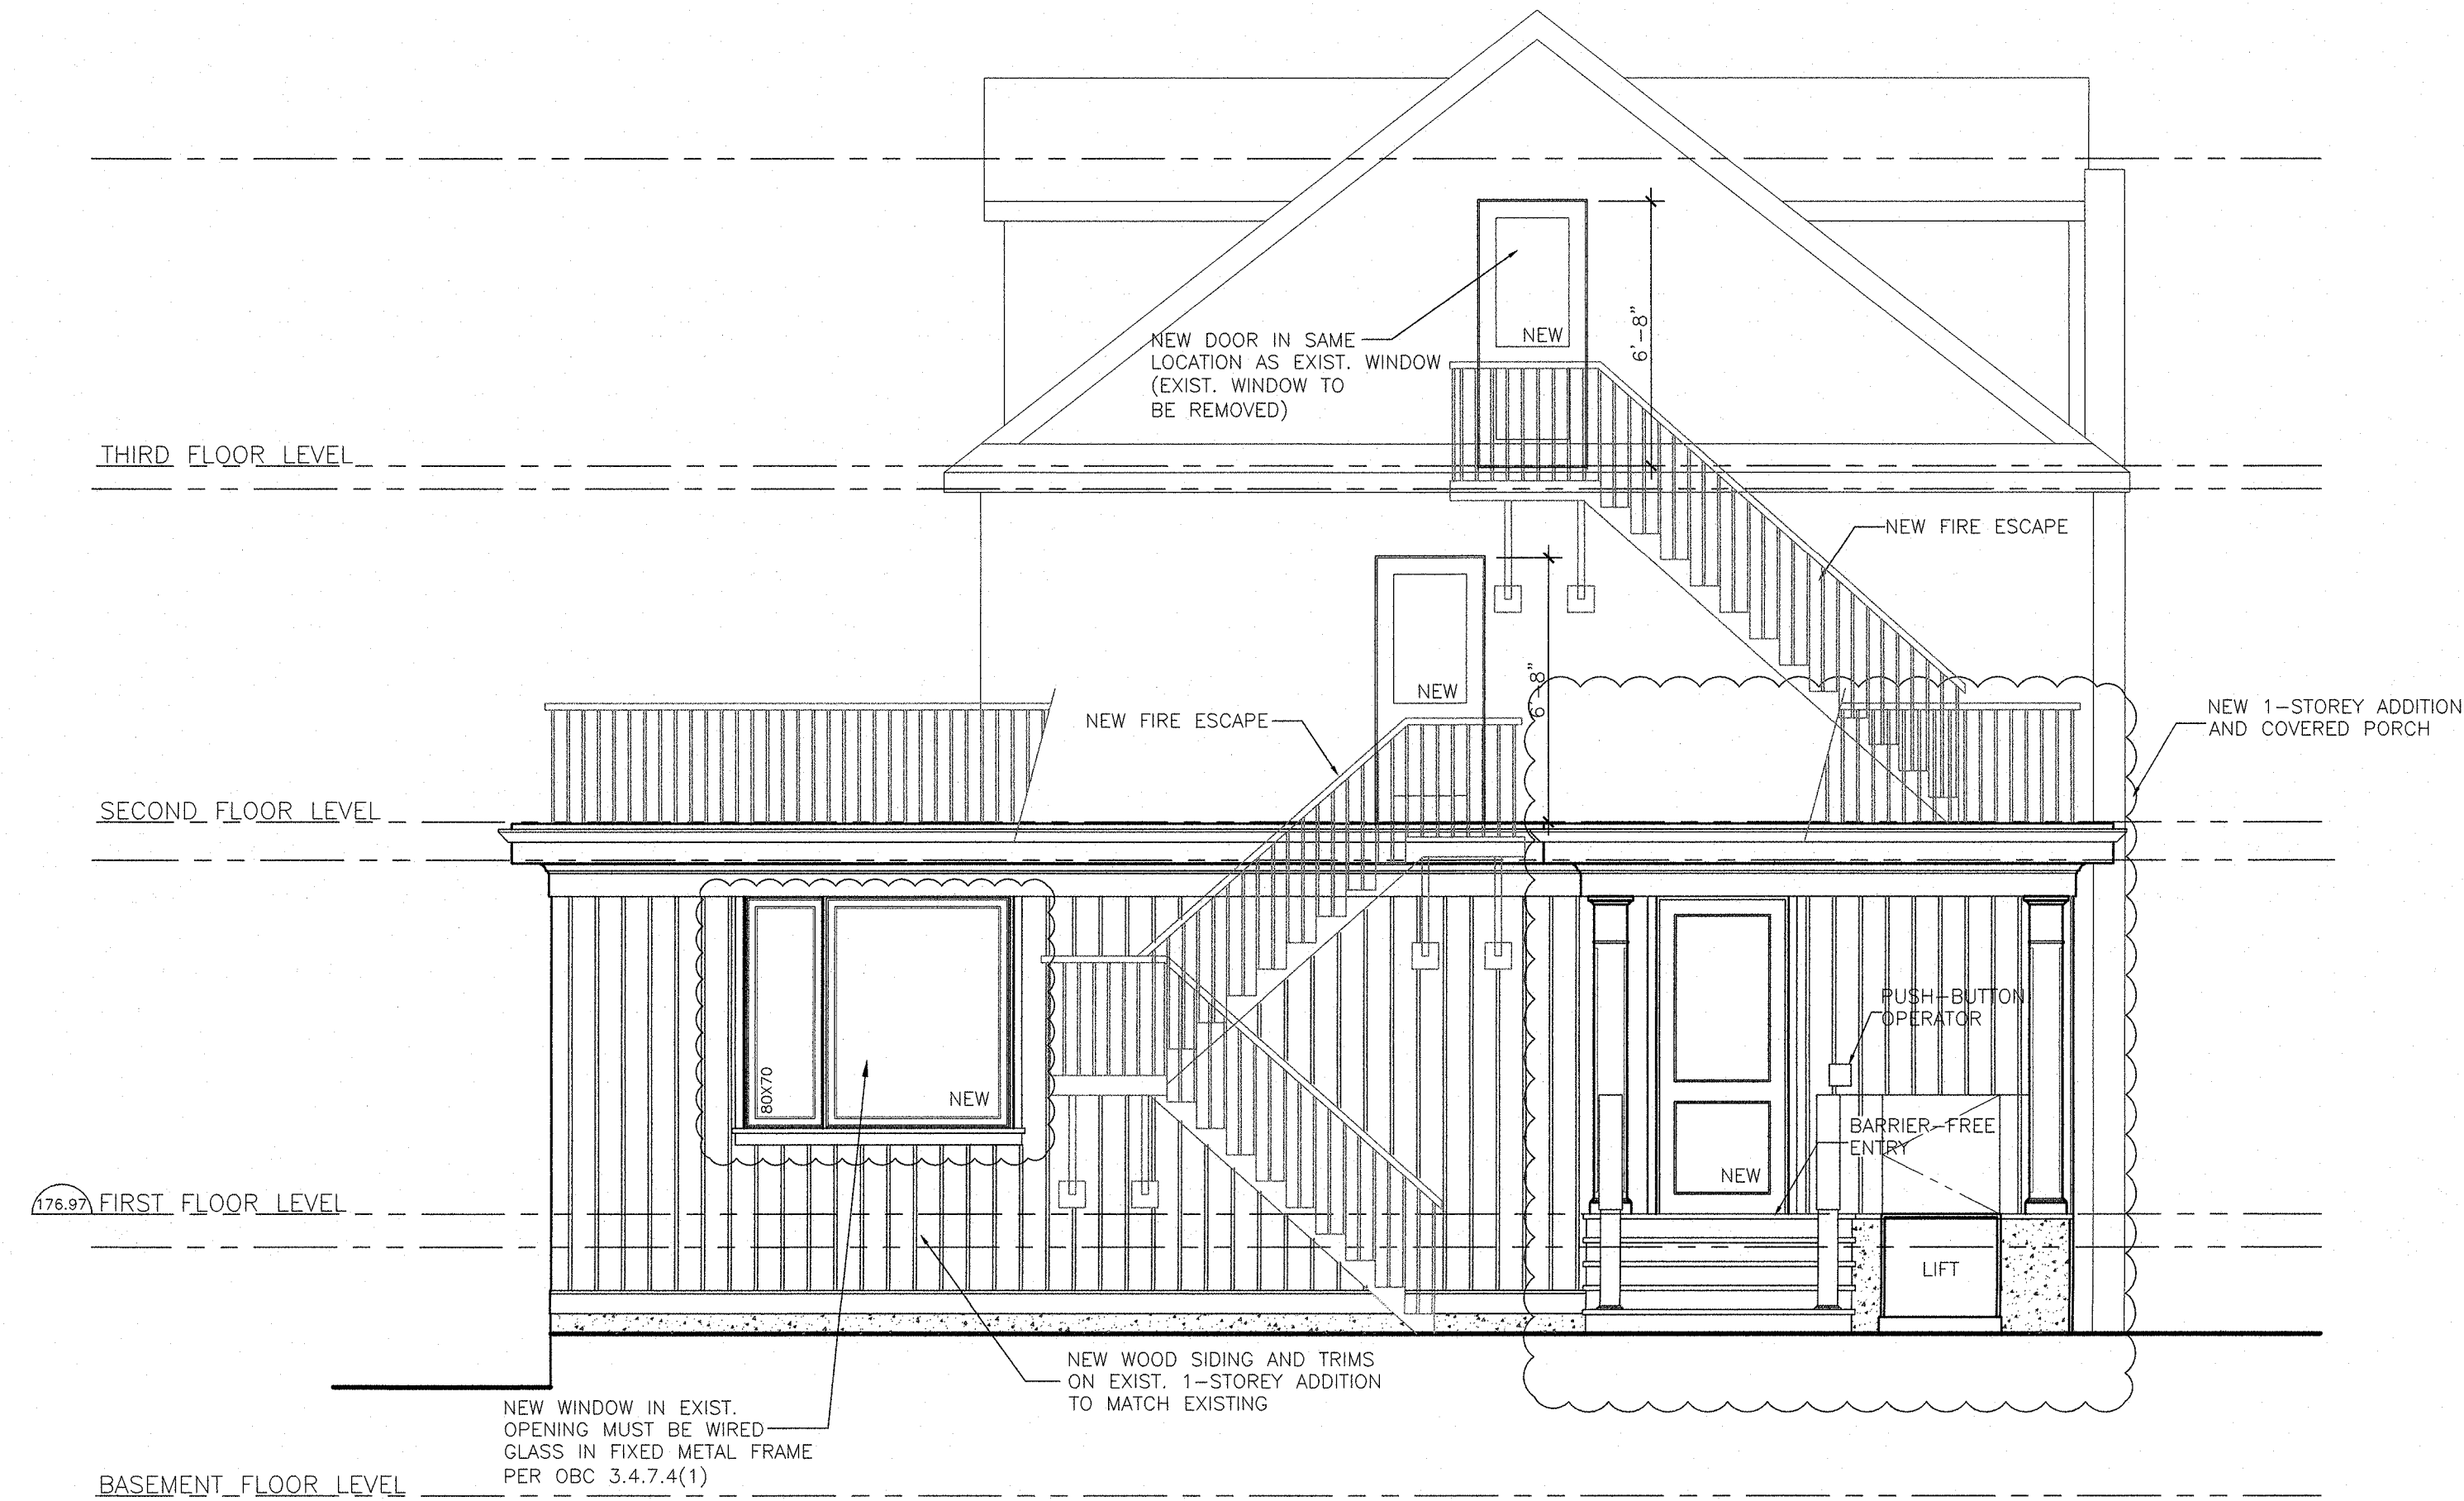 NEW DOOR IN SAME
LOCATION AS EXIST. WINDOW
(EXIST. WINDOW TO
BE REMOVED)
NEW
6'-8"
THIRD FLOOR LEVEL
NEW FIRE ESCAPE
NEW
6'-8"
NEW FIRE ESCAPE
NEW 1-STOREY ADDITION
AND COVERED PORCH
SECOND FLOOR LEVEL
PUSH-BUTTON
OPERATOR
80X70
NEW
BARRIER-FREE
ENTRY
NEW
176.97 FIRST FLOOR LEVEL
LIFT
NEW WOOD SIDING AND TRIMS
ON EXIST. 1-STOREY ADDITION
TO MATCH EXISTING
NEW WINDOW IN EXIST.
OPENING MUST BE WIRED
GLASS IN FIXED METAL FRAME
PER OBC 3.4.7.4(1)
BASEMENT FLOOR LEVEL